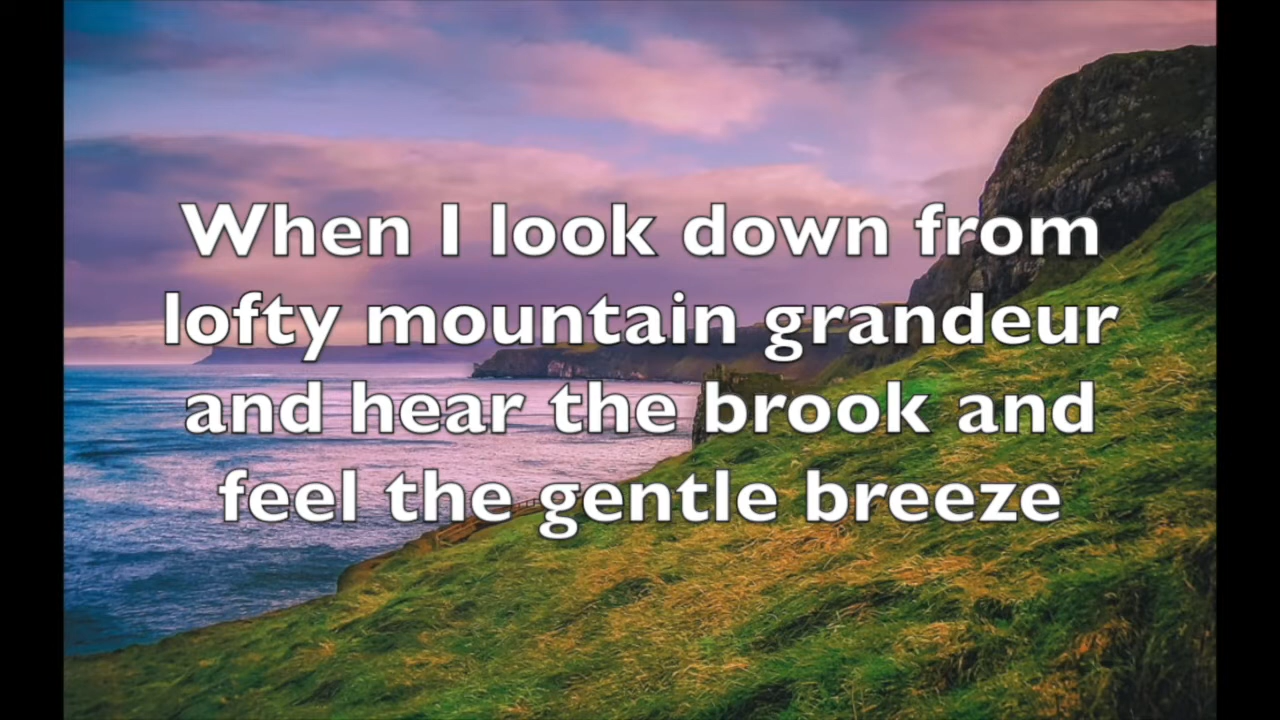 When I look down from
lofty mountain grandeur
and hear the brook and
feel the gentle breeze